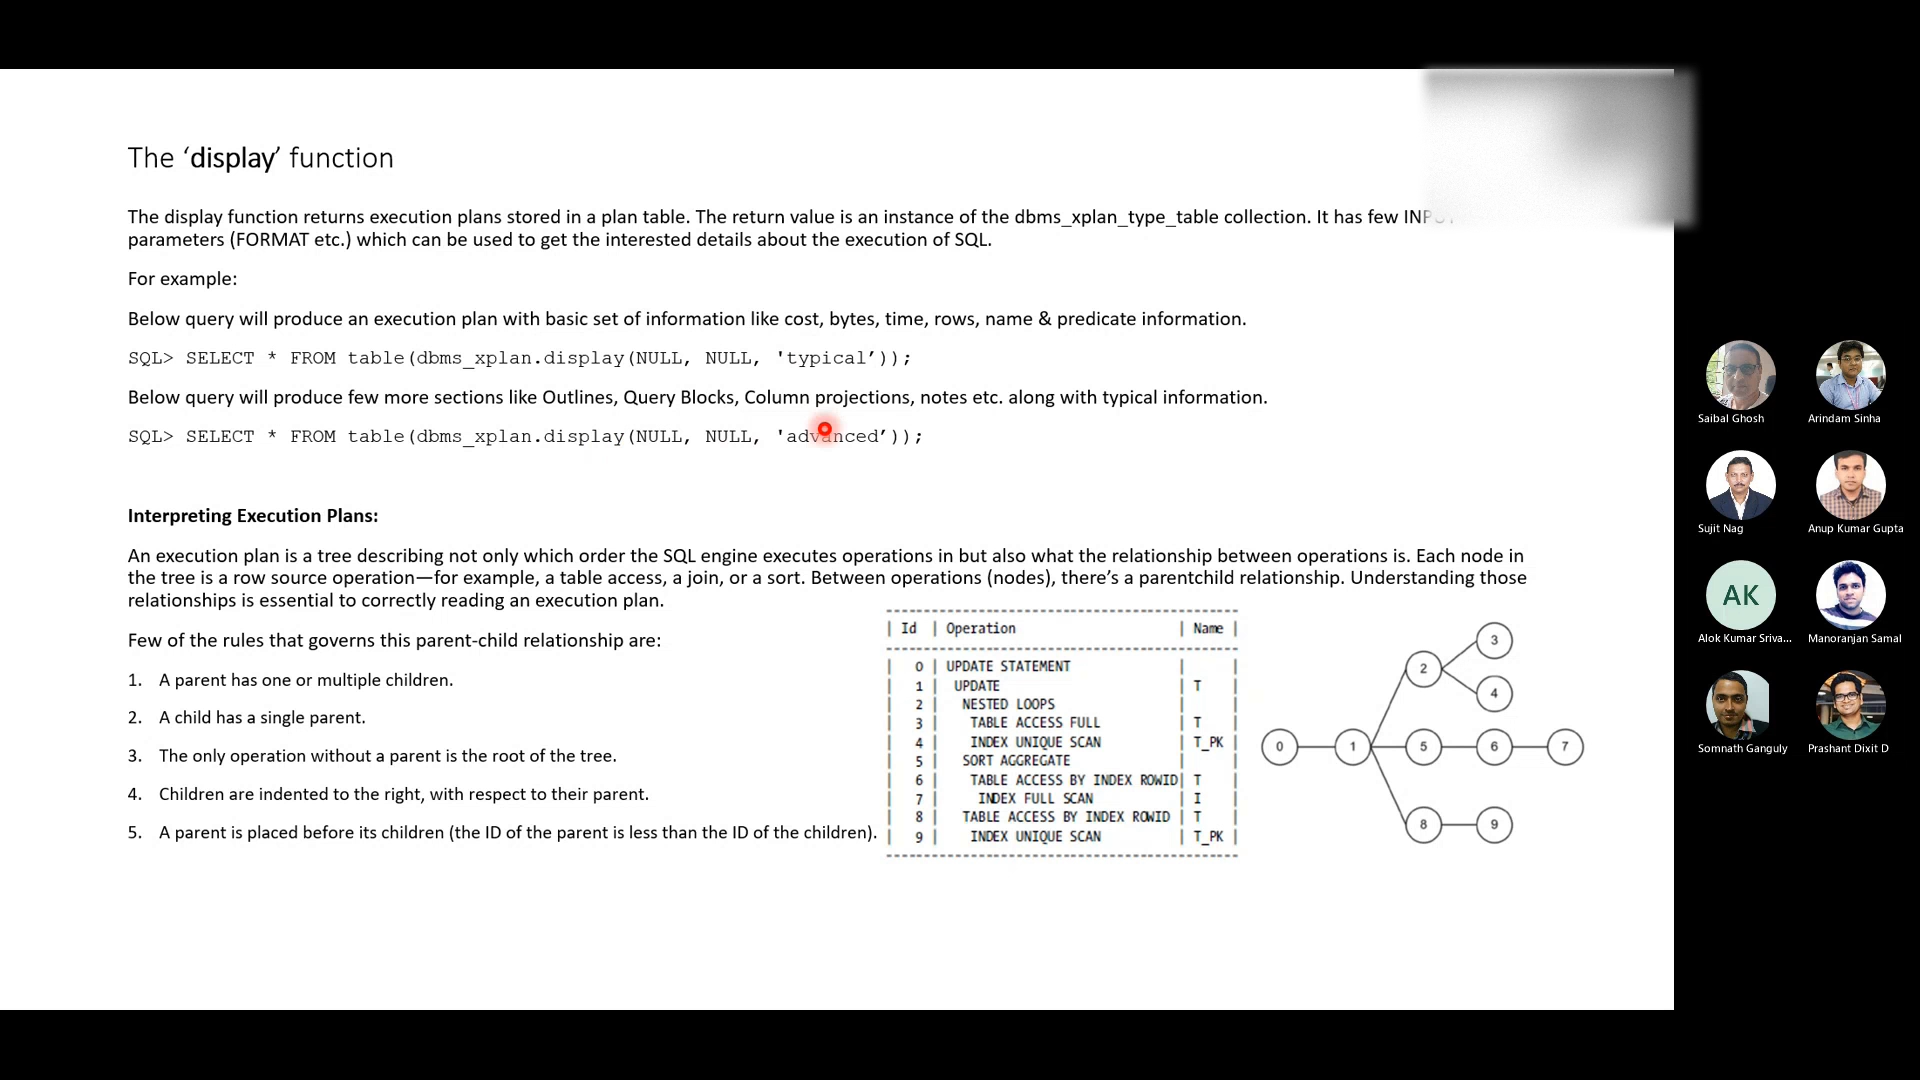 The ‘display’ function
The display function returns execution plans stored in a plan table. The return value is an instance of the dbms_xplan_type_table collection. It has few INPUT
parameters (FORMAT etc.) which can be used to get the interested details about the execution of SQL.
For example:
Below query will produce an execution plan with basic set of information like cost, bytes, time, rows, name & predicate information.
SQL> SELECT * FROM table(dbms_xplan.display(NULL, NULL, 'typical’));
Below query will produce few more sections like Outlines, Query Blocks, Column projections, notes etc. along with typical information.
SQL> SELECT * FROM table(dbms_xplan.display(NULL, NULL, 'advanced’));
Interpreting Execution Plans:
An execution plan is a tree describing not only which order the SQL engine executes operations in but also what the relationship between operations is. Each node in
the tree is a row source operation—for example, a table access, a join, or a sort. Between operations (nodes), there’s a parentchild relationship. Understanding those
relationships is essential to correctly reading an execution plan.
Few of the rules that governs this parent-child relationship are:
1. A parent has one or multiple children.
2. A child has a single parent.
3. The only operation without a parent is the root of the tree.
4. Children are indented to the right, with respect to their parent.
5. A parent is placed before its children (the ID of the parent is less than the ID of the children).
| Id | Operation | Name |
| 0 | UPDATE STATEMENT | |
| 1 | UPDATE | T |
| 2 | NESTED LOOPS | |
| 3 | TABLE ACCESS FULL | T |
| 4 | INDEX UNIQUE SCAN | T_PK |
| 5 | SORT AGGREGATE | |
| 6 | TABLE ACCESS BY INDEX ROWID| T |
| 7 | INDEX FULL SCAN | I |
| 8 | TABLE ACCESS BY INDEX ROWID | T |
| 9 | INDEX UNIQUE SCAN | T_PK |
3
2
4
0 1 5 6 7
8 9
Saibal Ghosh
Arindam Sinha
Sujit Nag
Anup Kumar Gupta
AK
Alok Kumar Sriva...
Manoranjan Samal
Somnath Ganguly
Prashant Dixit D